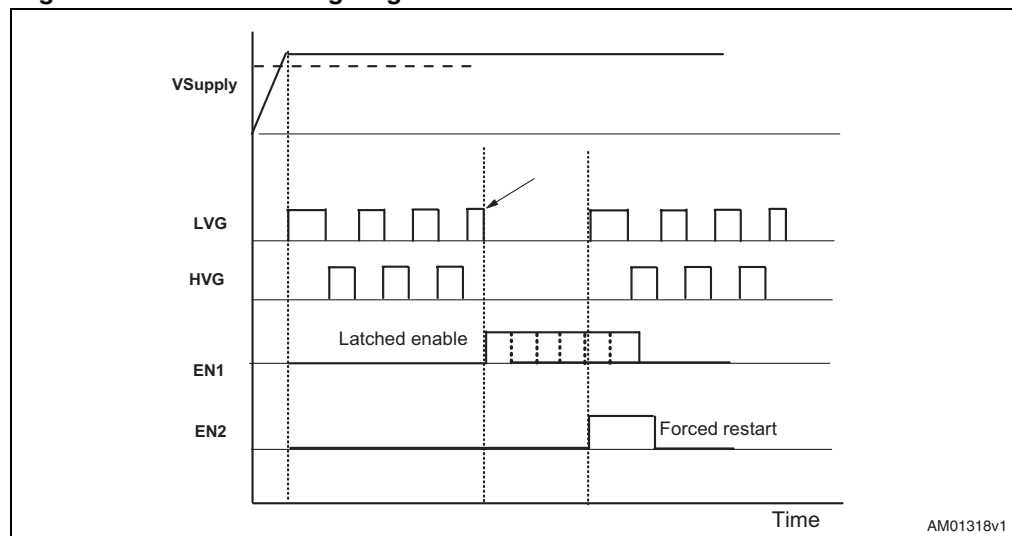 VSupply
LVG
HVG
Latched enable
EN1
EN2
Forced restart
Time
AM01318v1